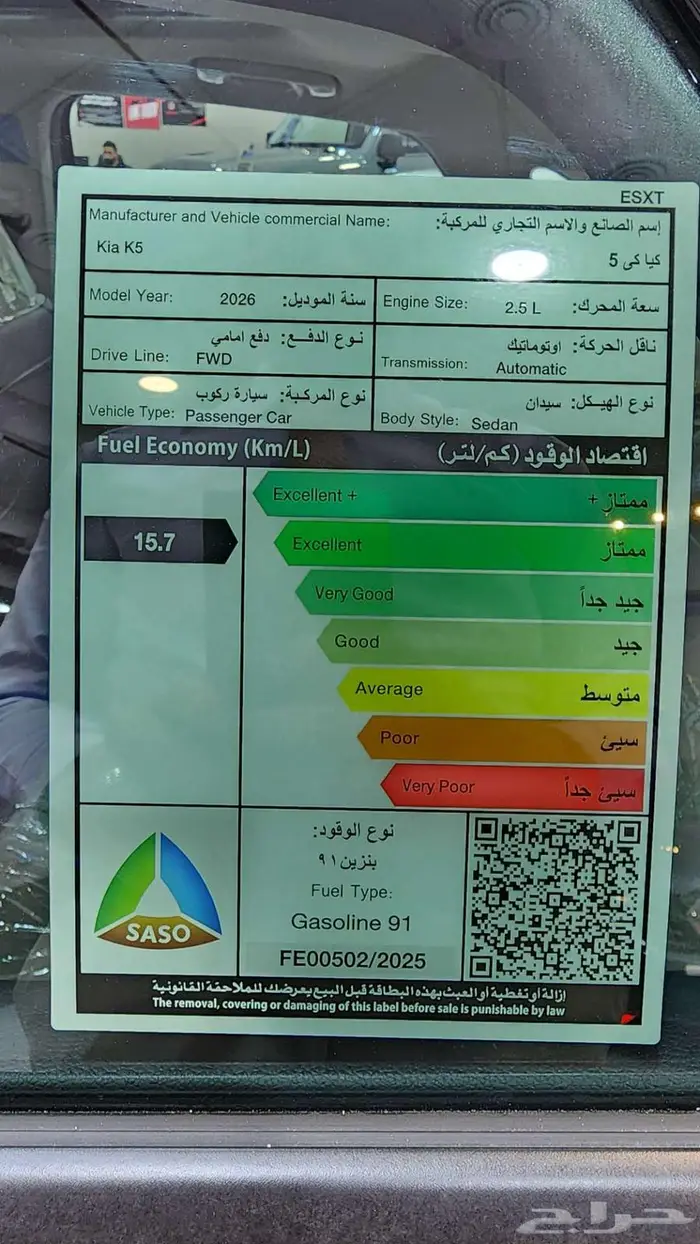 ESXT
Manufacturer and Vehicle commercial Name: إسم الصانع والاسم التجاري للمركبة:
Kia K5 كيا كى 5
Model Year: 2026 سنة الموديل: Engine Size: 2.5 L سعة المحرك:
نوع الدفــع: دفع امامي ناقل الحركة: اوتوماتيك
Drive Line: FWD Transmission: Automatic
نوع المركبة: سيارة ركوب نوع الهيـكل: سيدان
Vehicle Type: Passenger Car Body Style: Sedan
Fuel Economy (Km/L) اقتصاد الوقود (كم/لتر)
Excellent + ممتاز +
15.7 Excellent ممتاز
Very Good جيد جداً
Good جيد
Average متوسط
Poor سيئ
Very Poor سيئ جداً
نوع الوقود:
بنزين ٩١
Fuel Type:
Gasoline 91
SASO
FE00502/2025
إزالة أو تغطية أو العبث بهذه البطاقة قبل البيع يعرضك للملاحقة القانونية
The removal, covering or damaging of this label before sale is punishable by law
حراج